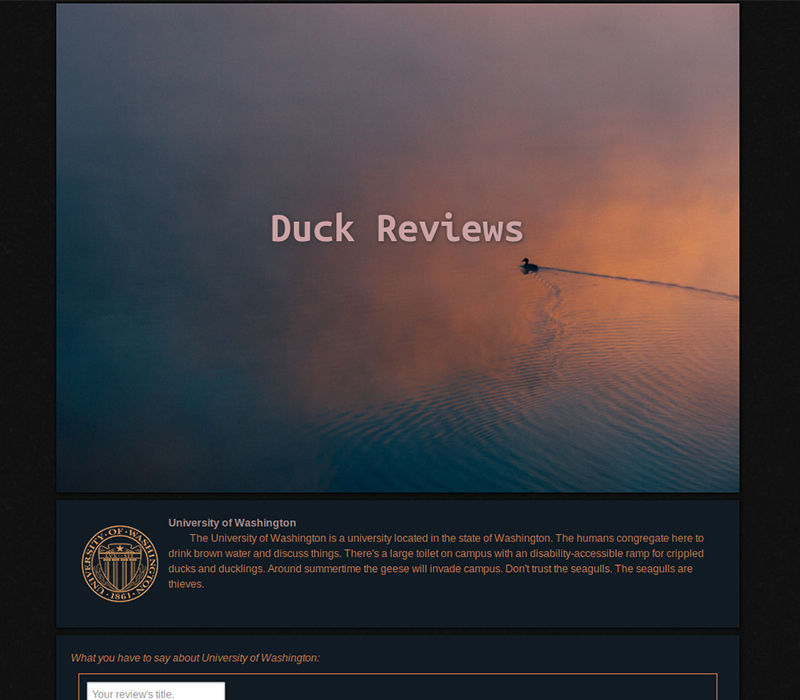 Duck Reviews
University of Washington
The University of Washington is a university located in the state of Washington. The humans congregate here to
drink brown water and discuss things. There's a large toilet on campus with an disability-accessible ramp for crippled
ducks and ducklings. Around summertime the geese will invade campus. Don't trust the seagulls. The seagulls are
thieves.
UNIVERSITY OF WASHINGTON
1861
What you have to say about University of Washington:
Your review's title.